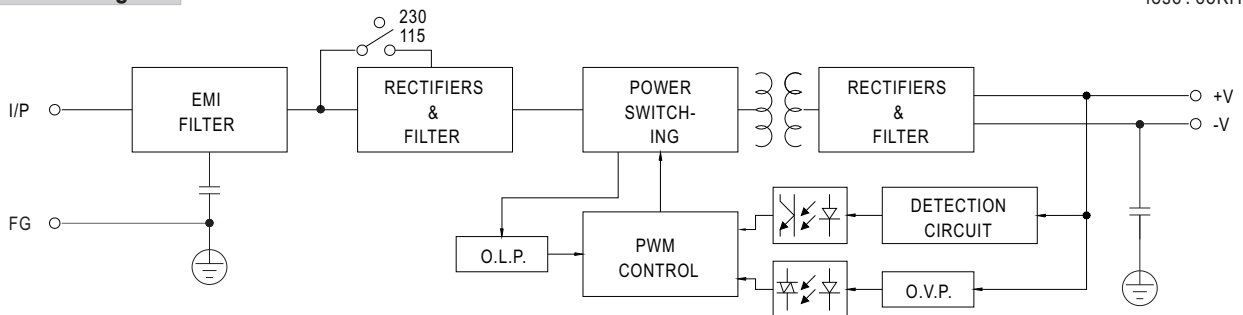 230
115
I/P
EMI
FILTER
RECTIFIERS
&
FILTER
POWER
SWITCH-
ING
RECTIFIERS
&
FILTER
+V
-V
FG
O.L.P.
PWM
CONTROL
DETECTION
CIRCUIT
O.V.P.